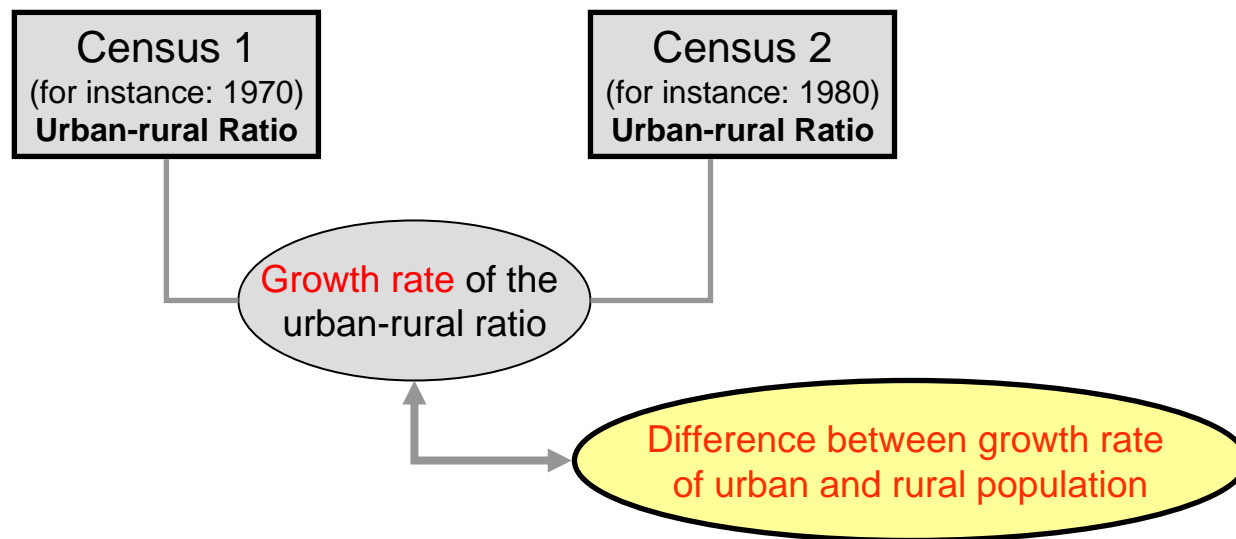 Census 1
(for instance: 1970)
Urban-rural Ratio
Census 2
(for instance: 1980)
Urban-rural Ratio
Growth rate of the
urban-rural ratio
Difference between growth rate
of urban and rural population